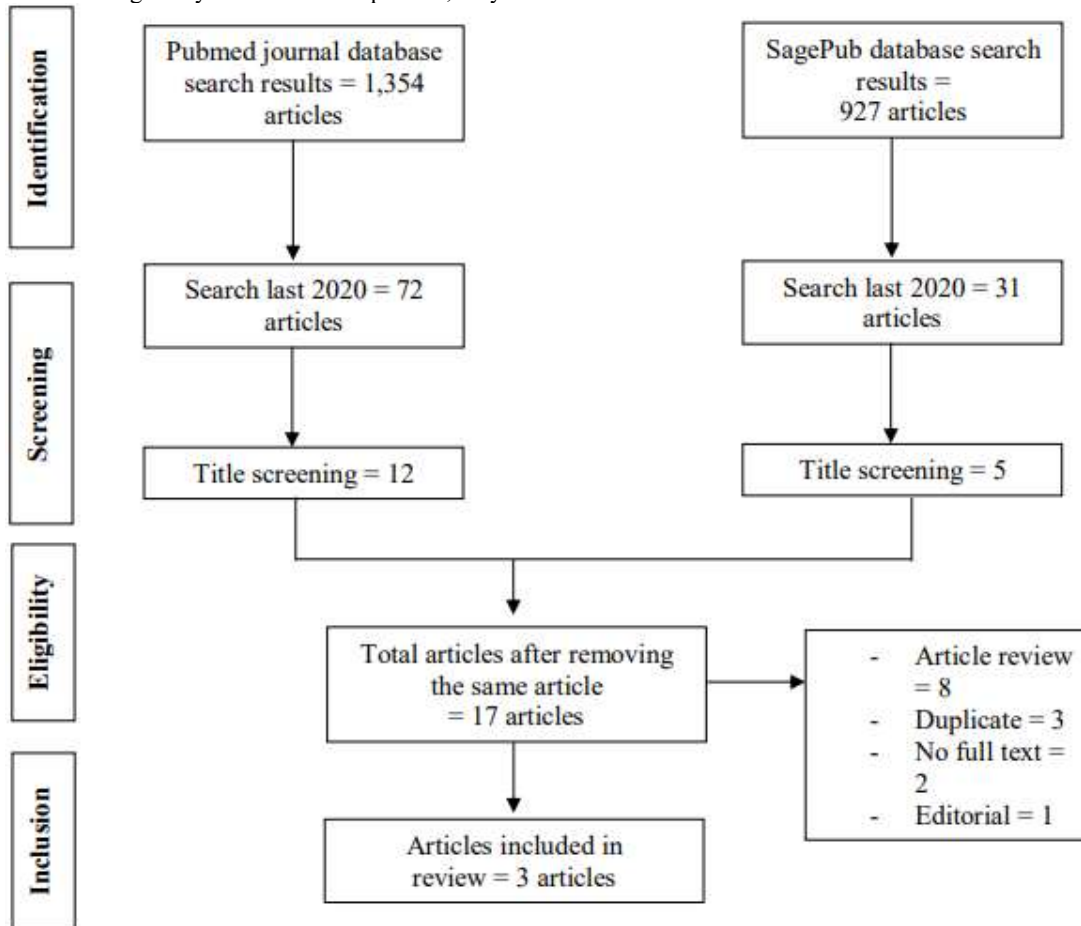 Identification
Pubmed journal database
search results = 1,354
articles
SagePub database search
results =
927 articles
Screening
Search last 2020 = 72
articles
Search last 2020 = 31
articles
Title screening = 12
Title screening = 5
Eligibility
Total articles after removing
the same article
= 17 articles
- Article review
= 8
- Duplicate = 3
- No full text =
2
- Editorial = 1
Inclusion
Articles included in
review = 3 articles